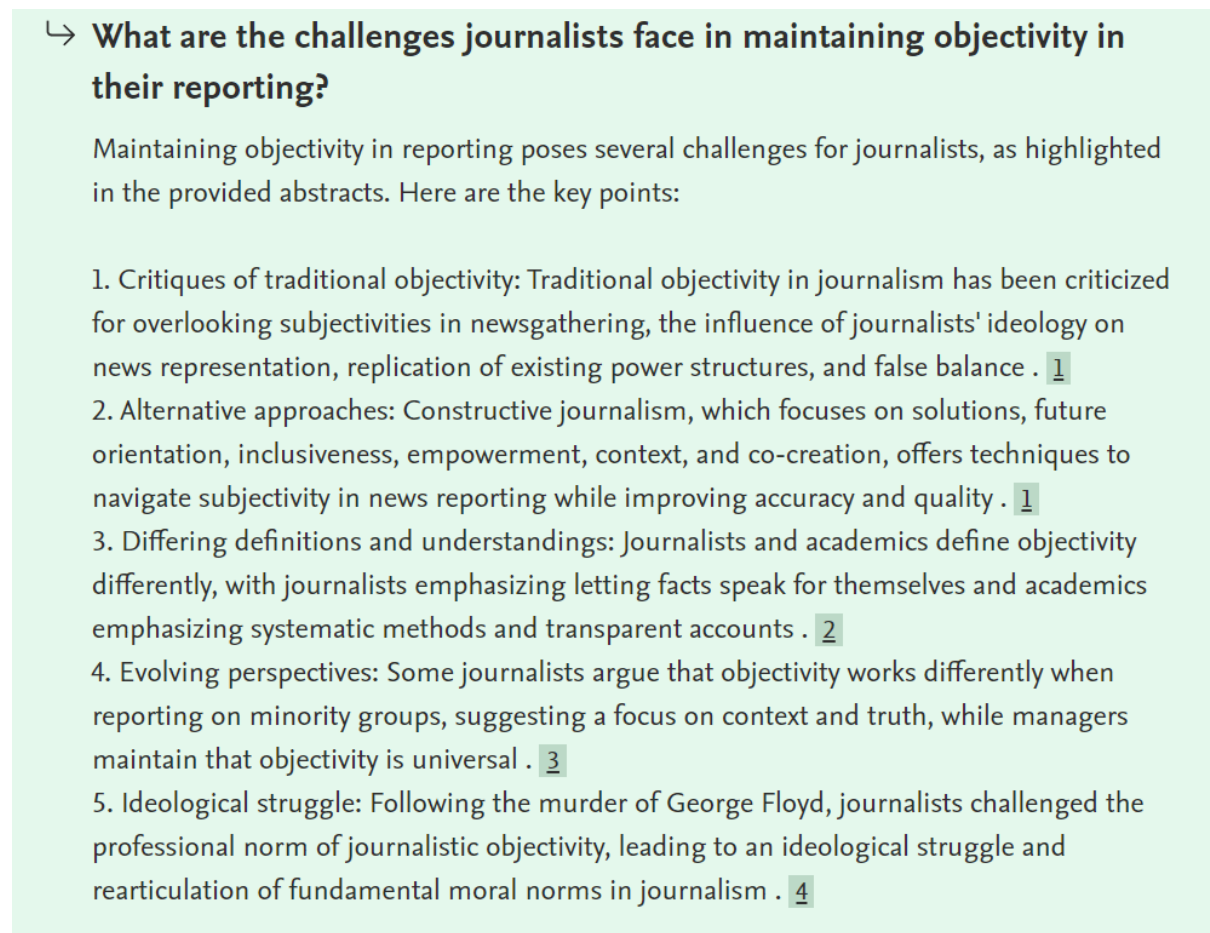 What are the challenges journalists face in maintaining objectivity in
their reporting?
Maintaining objectivity in reporting poses several challenges for journalists, as highlighted
in the provided abstracts. Here are the key points:
1. Critiques of traditional objectivity: Traditional objectivity in journalism has been criticized
for overlooking subjectivities in newsgathering, the influence of journalists' ideology on
news representation, replication of existing power structures, and false balance . 1
2. Alternative approaches: Constructive journalism, which focuses on solutions, future
orientation, inclusiveness, empowerment, context, and co-creation, offers techniques to
navigate subjectivity in news reporting while improving accuracy and quality . 1
3. Differing definitions and understandings: Journalists and academics define objectivity
differently, with journalists emphasizing letting facts speak for themselves and academics
emphasizing systematic methods and transparent accounts . 2
4. Evolving perspectives: Some journalists argue that objectivity works differently when
reporting on minority groups, suggesting a focus on context and truth, while managers
maintain that objectivity is universal . 3
5. Ideological struggle: Following the murder of George Floyd, journalists challenged the
professional norm of journalistic objectivity, leading to an ideological struggle and
rearticulation of fundamental moral norms in journalism . 4